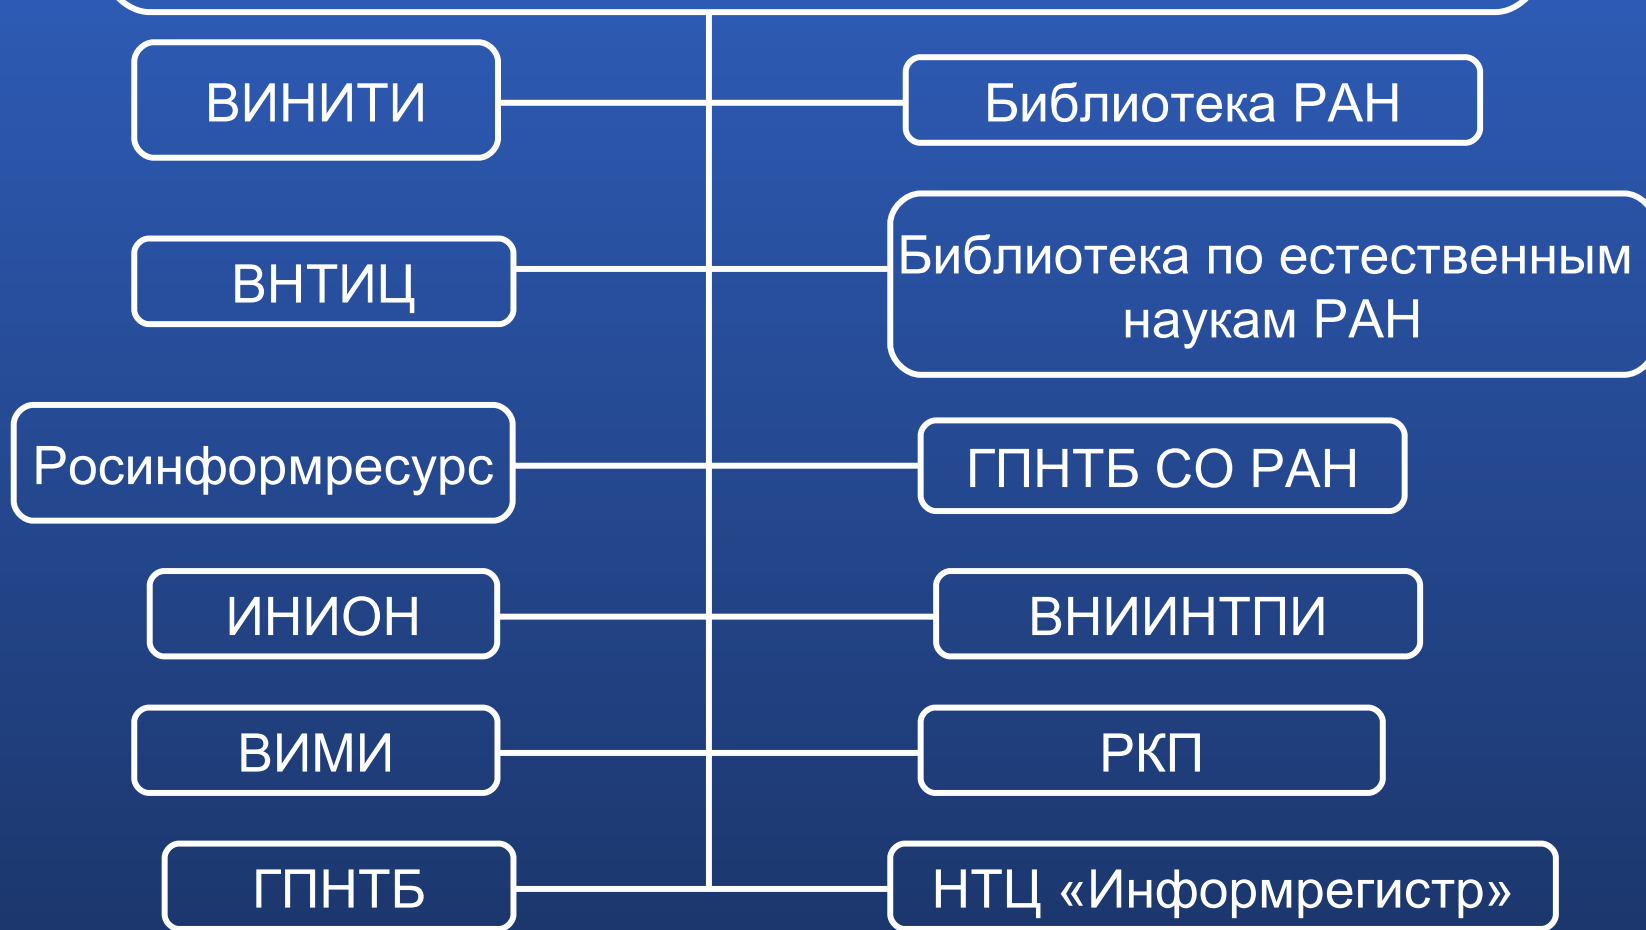 ВИНИТИ
Библиотека РАН
ВНТИЦ
Библиотека по естественным
наукам РАН
Росинформресурс
ГПНТБ СО РАН
ИНИОН
ВНИИНТПИ
ВИМИ
РКП
ГПНТБ
НТЦ «Информрегистр»